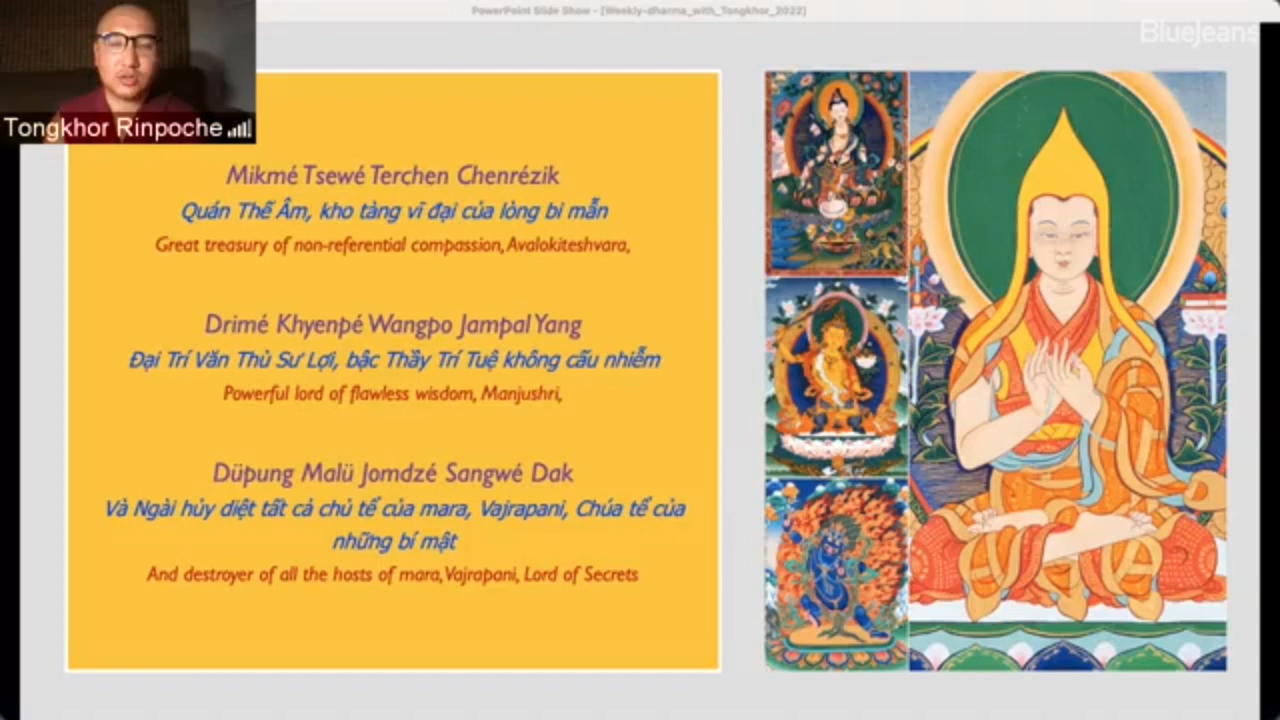 PowerPoint Slide Show - [Weekly-dharma_with_Tongkhor_2022]
BlueJeans
Tongkhor Rinpoche
Mikmé Tsewé Terchen Chenrézik
Quán Thế Âm, kho tàng vĩ đại của lòng bi mẫn
Great treasury of non-referential compassion, Avalokiteshvara,
Drimé Khyenpé Wangpo Jampal Yang
Đại Trí Văn Thù Sư Lợi, bậc Thầy Trí Tuệ không cấu nhiễm
Powerful lord of flawless wisdom, Manjushri,
Düpung Malü Jomdzé Sangwé Dak
Và Ngài hủy diệt tất cả chủ tể của mara, Vajrapani, Chúa tể của
những bí mật
And destroyer of all the hosts of mara, Vajrapani, Lord of Secrets